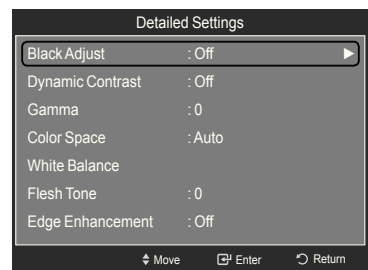 Detailed Settings
Black Adjust : Off
Dynamic Contrast : Off
Gamma : 0
Color Space : Auto
White Balance
Flesh Tone : 0
Edge Enhancement : Off
Move Enter Return